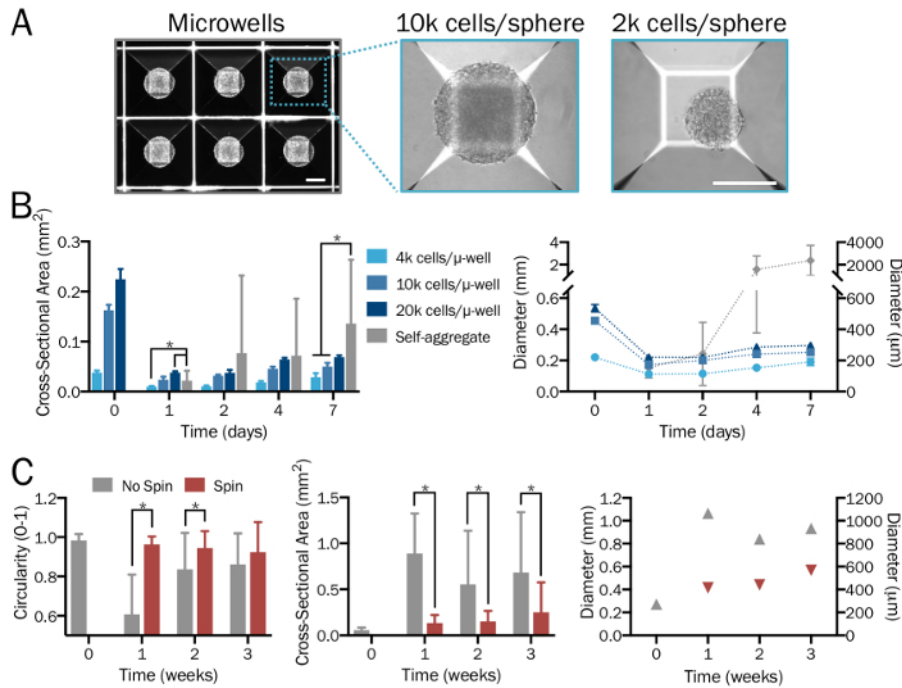 A
Microwells
10k cells/sphere
2k cells/sphere
B
Cross-Sectional Area (mm2)
0.3
0.2
0.1
0.0
0
1
2
4
7
Time (days)
*
*
4k cells/μ-well
10k cells/μ-well
20k cells/μ-well
Self-aggregate
Diameter (mm)
4
2
0.6
0.4
0.2
0.0
0
1
2
4
7
Time (days)
4000
2000
600
400
200
0
Diameter (μm)
C
Circularity (0-1)
1.2
1.0
0.8
0.6
No Spin
Spin
*
*
0
1
2
3
Time (weeks)
Cross-Sectional Area (mm2)
1.5
1.0
0.5
0.0
*
*
*
0
1
2
3
Time (weeks)
Diameter (mm)
1.2
1.0
0.8
0.6
0.4
0.2
0.0
0
1
2
3
Time (weeks)
1200
1000
800
600
400
200
0
Diameter (μm)